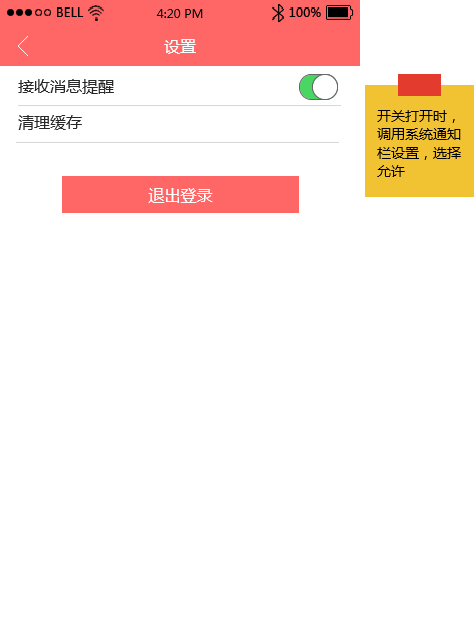 BELL 4:20 PM 100%
设置
接收消息提醒
清理缓存
退出登录
开关打开时，
调用系统通知
栏设置，选择
允许